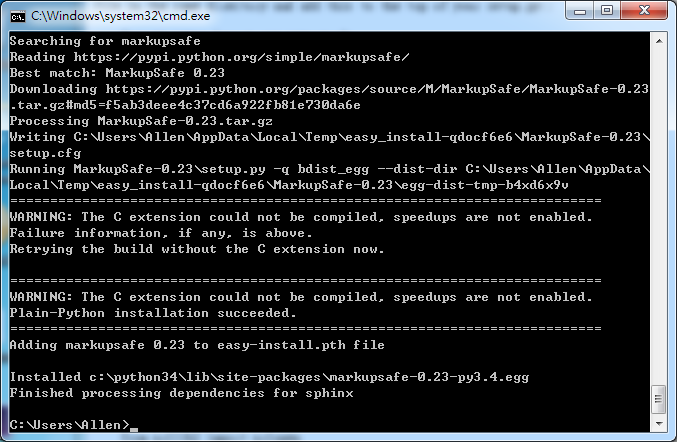 C:\Windows\system32\cmd.exe
Searching for markupsafe
Reading https://pypi.python.org/simple/markupsafe/
Best match: MarkupSafe 0.23
Downloading https://pypi.python.org/packages/source/M/MarkupSafe/MarkupSafe-0.23
.tar.gz#md5=f5ab3deee4c37cd6a922fb81e730da6e
Processing MarkupSafe-0.23.tar.gz
Writing C:\Users\Allen\AppData\Local\Temp\easy_install-qdocf6e6\MarkupSafe-0.23\
setup.cfg
Running MarkupSafe-0.23\setup.py -q bdist_egg --dist-dir C:\Users\Allen\AppData\
Local\Temp\easy_install-qdocf6e6\MarkupSafe-0.23\egg-dist-tmp-b4xd6x9v
==========================================================================
WARNING: The C extension could not be compiled, speedups are not enabled.
Failure information, if any, is above.
Retrying the build without the C extension now.
==========================================================================
WARNING: The C extension could not be compiled, speedups are not enabled.
Plain-Python installation succeeded.
==========================================================================
Adding markupsafe 0.23 to easy-install.pth file
Installed c:\python34\lib\site-packages\markupsafe-0.23-py3.4.egg
Finished processing dependencies for sphinx
C:\Users\Allen>_